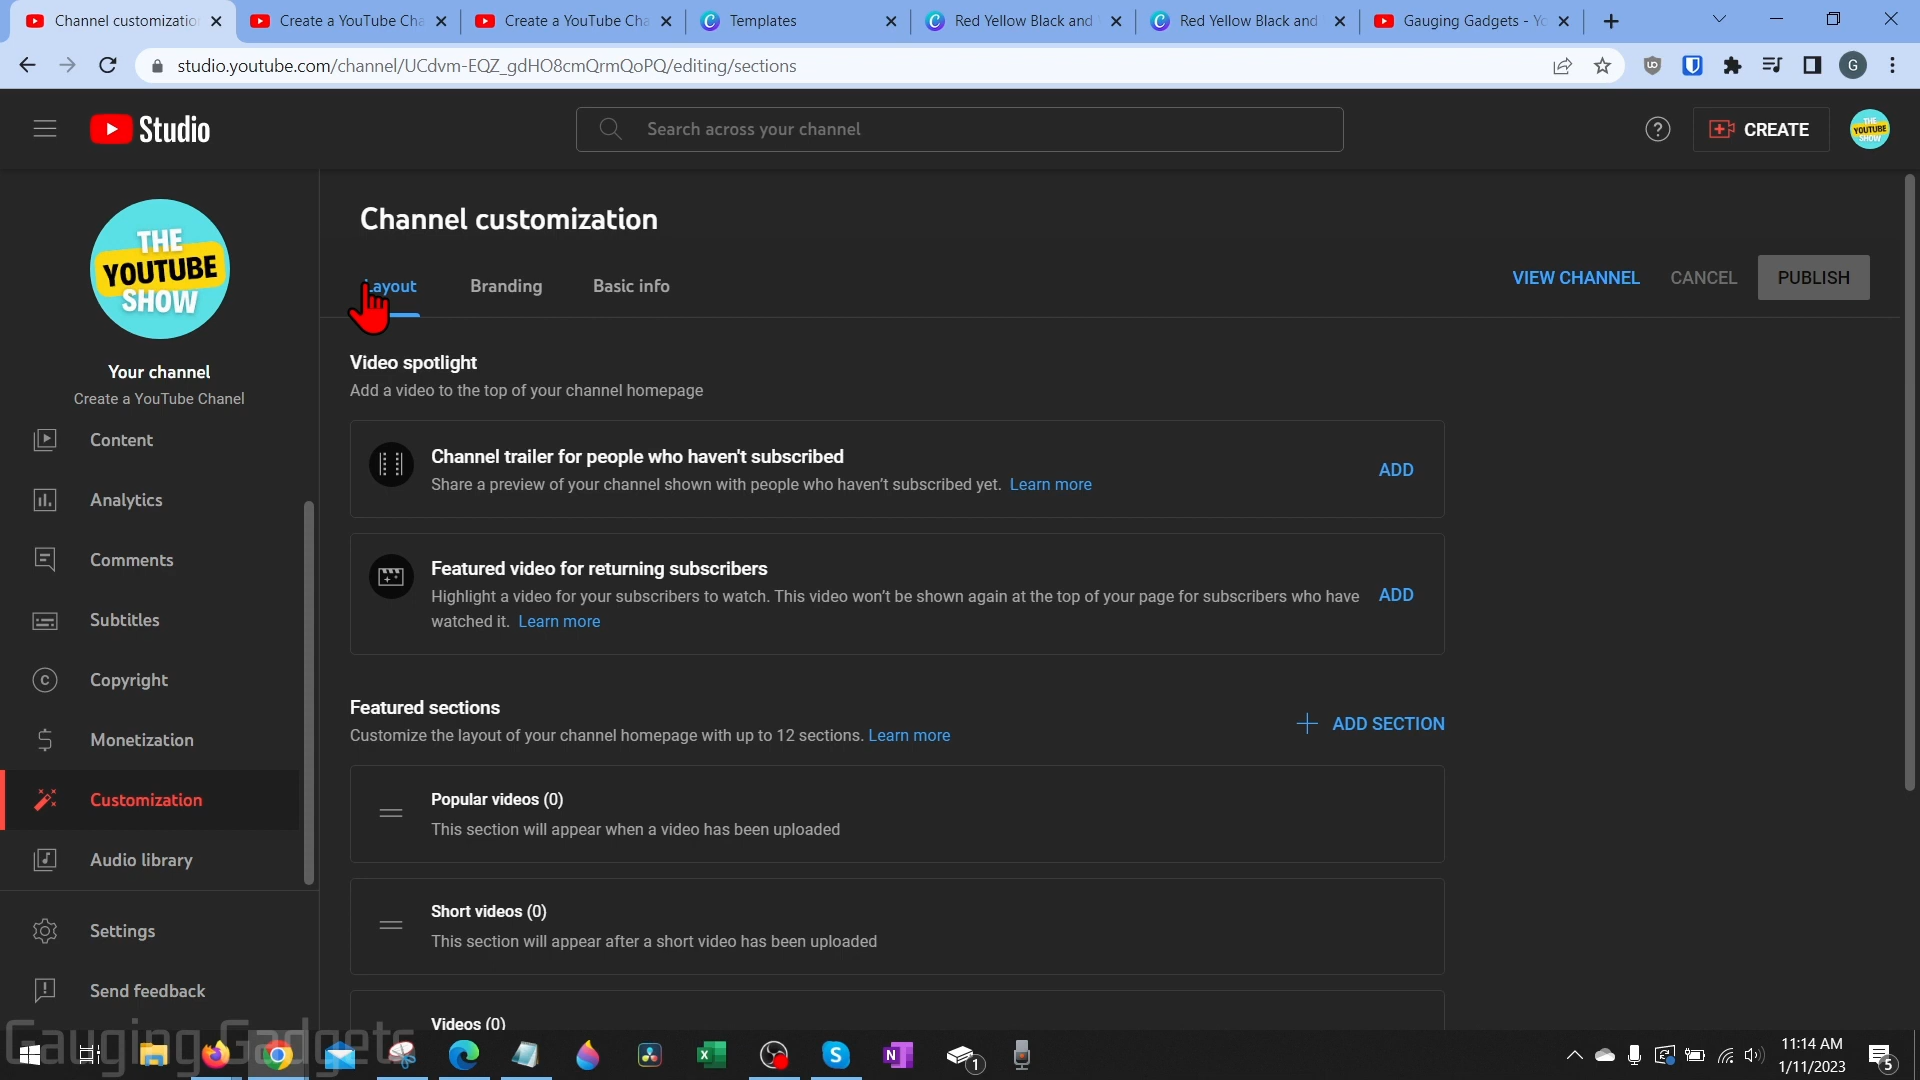 Channel customizatio
Create a YouTube Cha
Create a YouTube Cha
Templates
Red Yellow Black and
Red Yellow Black and
Gauging Gadgets - Yo
studio.youtube.com/channel/UCdvm-EQZ_gdHO8cmQrmQoPQ/editing/sections
G
Studio
Search across your channel
CREATE
THE
YOUTUBE
SHOW
THE
YOUTUBE
SHOW
Your channel
Create a YouTube Chanel
Content
Analytics
Comments
Subtitles
Copyright
Monetization
Customization
Audio library
Settings
Send feedback
Channel customization
Layout
Branding
Basic info
VIEW CHANNEL
CANCEL
PUBLISH
Video spotlight
Add a video to the top of your channel homepage
Channel trailer for people who haven't subscribed
Share a preview of your channel shown with people who haven't subscribed yet. Learn more
ADD
Featured video for returning subscribers
Highlight a video for your subscribers to watch. This video won't be shown again at the top of your page for subscribers who have
watched it. Learn more
ADD
Featured sections
Customize the layout of your channel homepage with up to 12 sections. Learn more
ADD SECTION
Popular videos (0)
This section will appear when a video has been uploaded
Short videos (0)
This section will appear after a short video has been uploaded
Videos (0)
Gauging Gadgets
1
11:14 AM
1/11/2023
5